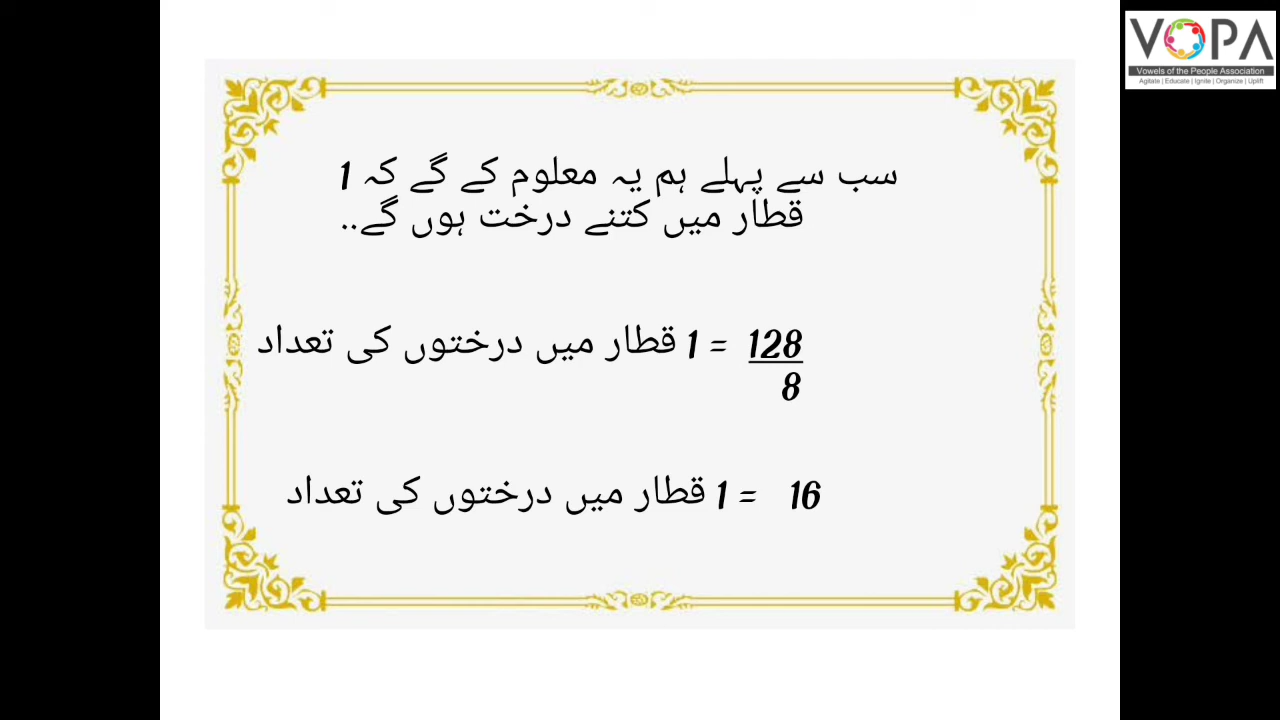 VOPA
Vowels of the People Association
Agitate | Educate | Ignite | Organize | Uplift
سب سے پہلے ہم یہ معلوم کے گے کہ 1
قطار میں کتنے درخت ہوں گے..
1 قطار میں درختوں کی تعداد = 128
8
1 قطار میں درختوں کی تعداد = 16